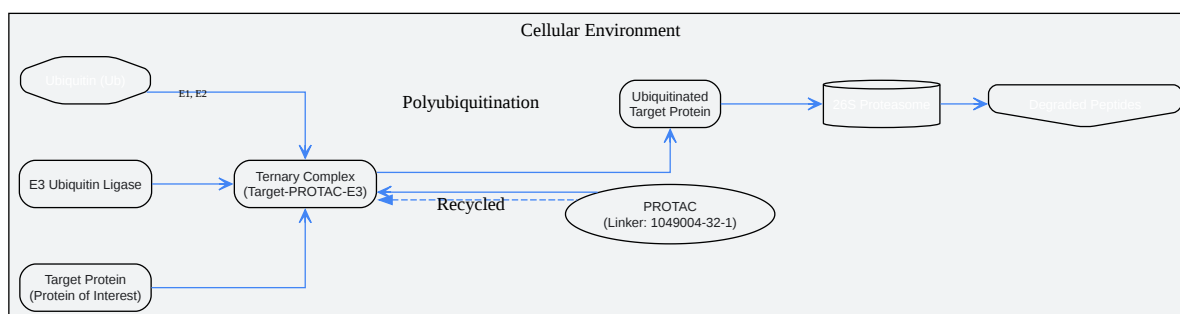 Cellular Environment
Ubiquitin (Ub)
E1, E2
Polyubiquitination
Ubiquitinated
Target Protein
26S Proteasome
Degraded Peptides
E3 Ubiquitin Ligase
Ternary Complex
(Target-PROTAC-E3)
Recycled
PROTAC
(Linker: 1049004-32-1)
Target Protein
(Protein of Interest)